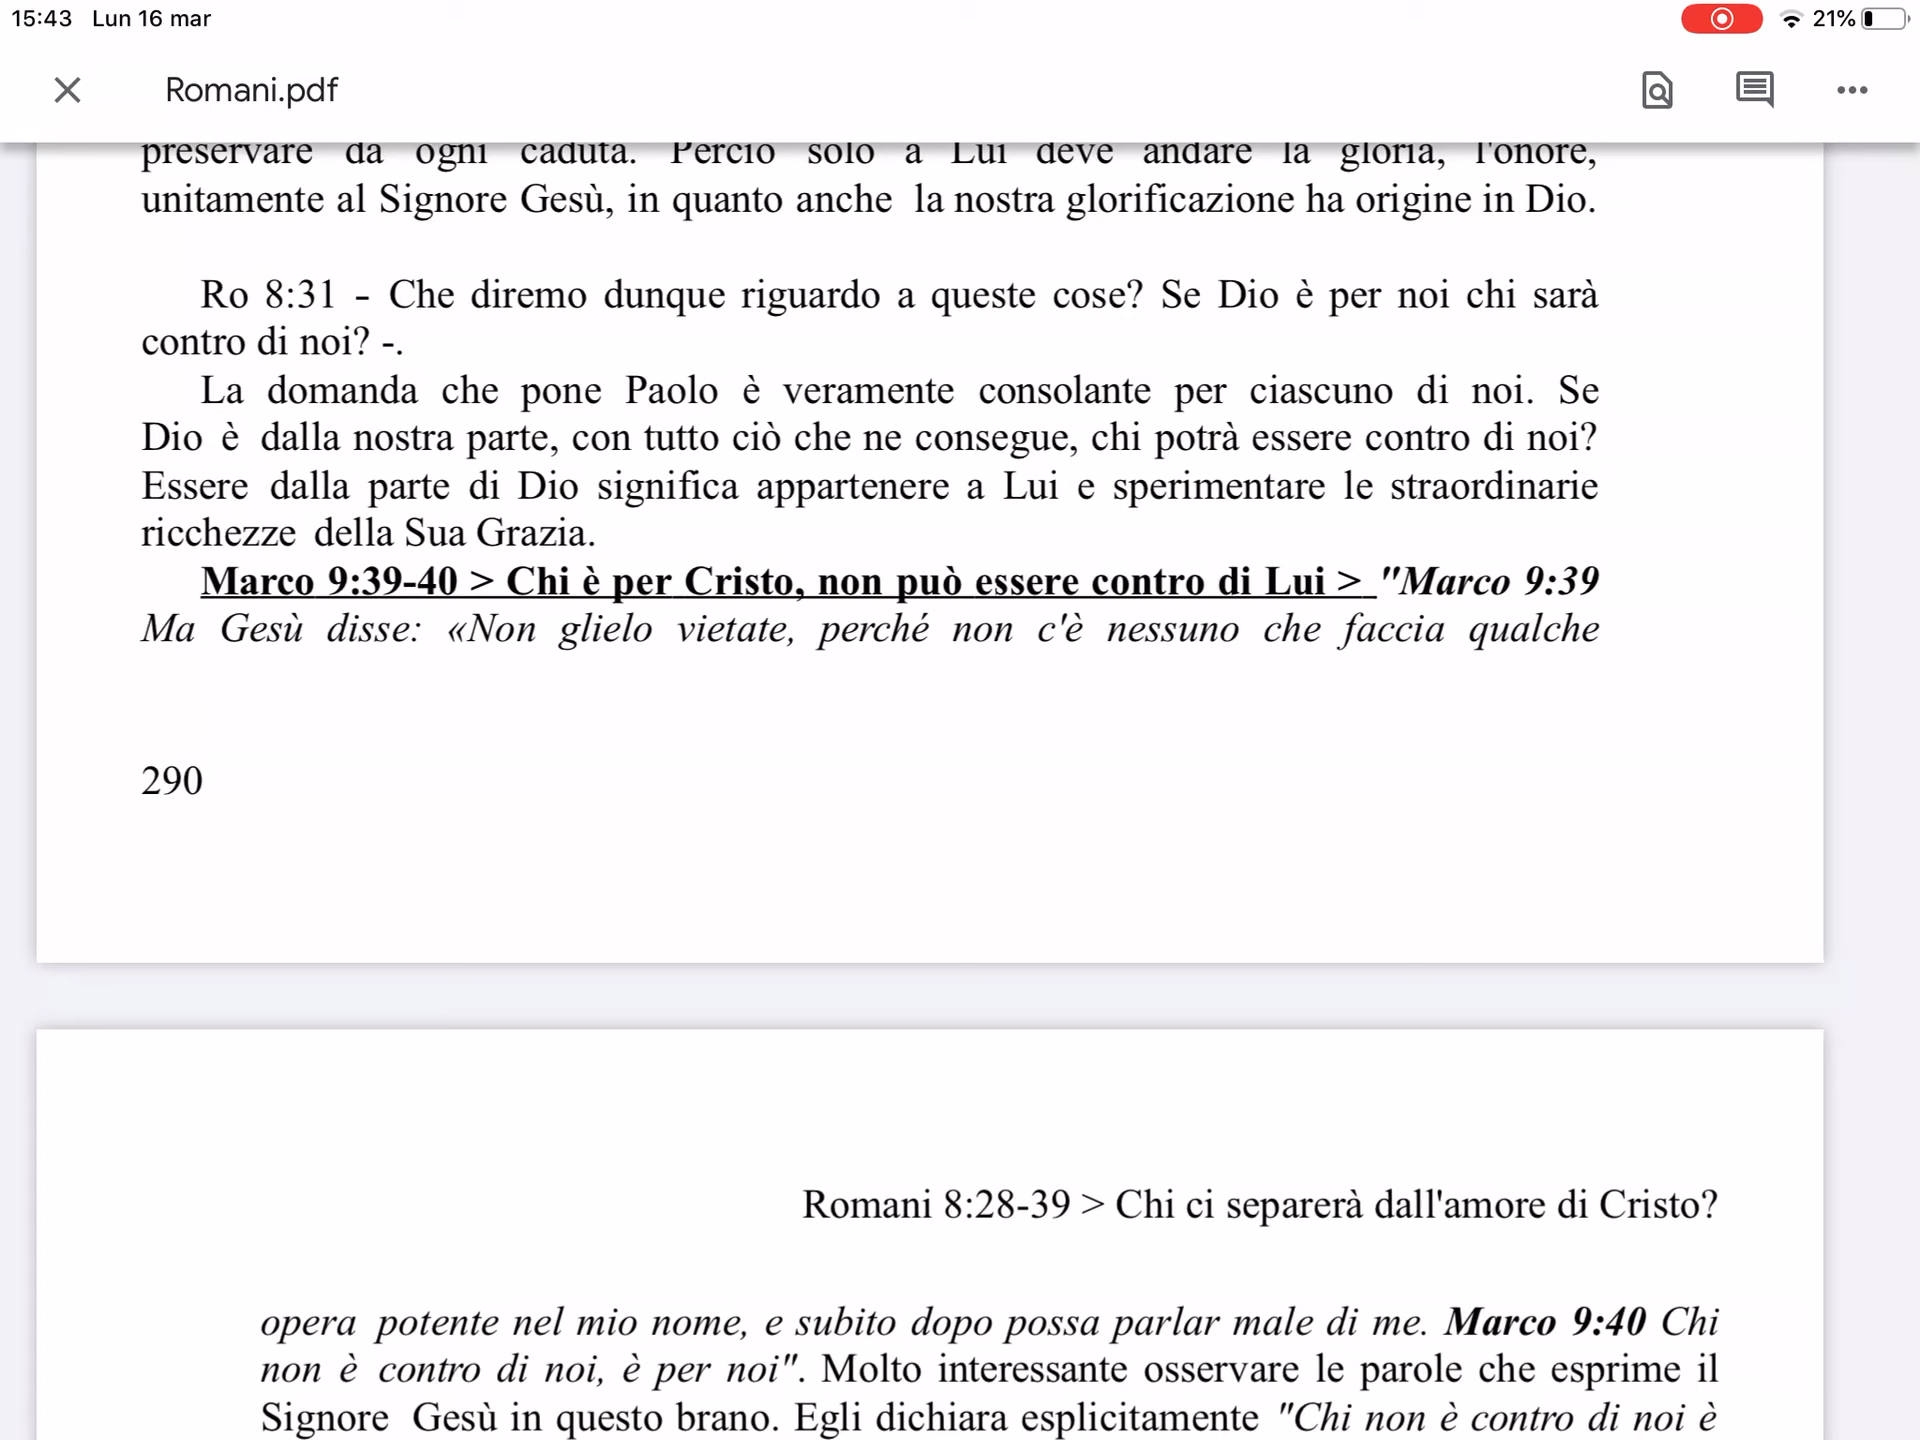 15:43 Lun 16 mar
21%
Romani.pdf
preservare da ogni caduta. Perciò solo a Lui deve andare la gloria, l'onore,
unitamente al Signore Gesù, in quanto anche la nostra glorificazione ha origine in Dio.
Ro 8:31 - Che diremo dunque riguardo a queste cose? Se Dio è per noi chi sarà
contro di noi? -.
La domanda che pone Paolo è veramente consolante per ciascuno di noi. Se
Dio è dalla nostra parte, con tutto ciò che ne consegue, chi potrà essere contro di noi?
Essere dalla parte di Dio significa appartenere a Lui e sperimentare le straordinarie
ricchezze della Sua Grazia.
Marco 9:39-40 > Chi è per Cristo, non può essere contro di Lui > "Marco 9:39
Ma Gesù disse: «Non glielo vietate, perché non c'è nessuno che faccia qualche
290
Romani 8:28-39 > Chi ci separerà dall'amore di Cristo?
opera potente nel mio nome, e subito dopo possa parlar male di me. Marco 9:40 Chi
non è contro di noi, è per noi". Molto interessante osservare le parole che esprime il
Signore Gesù in questo brano. Egli dichiara esplicitamente "Chi non è contro di noi è